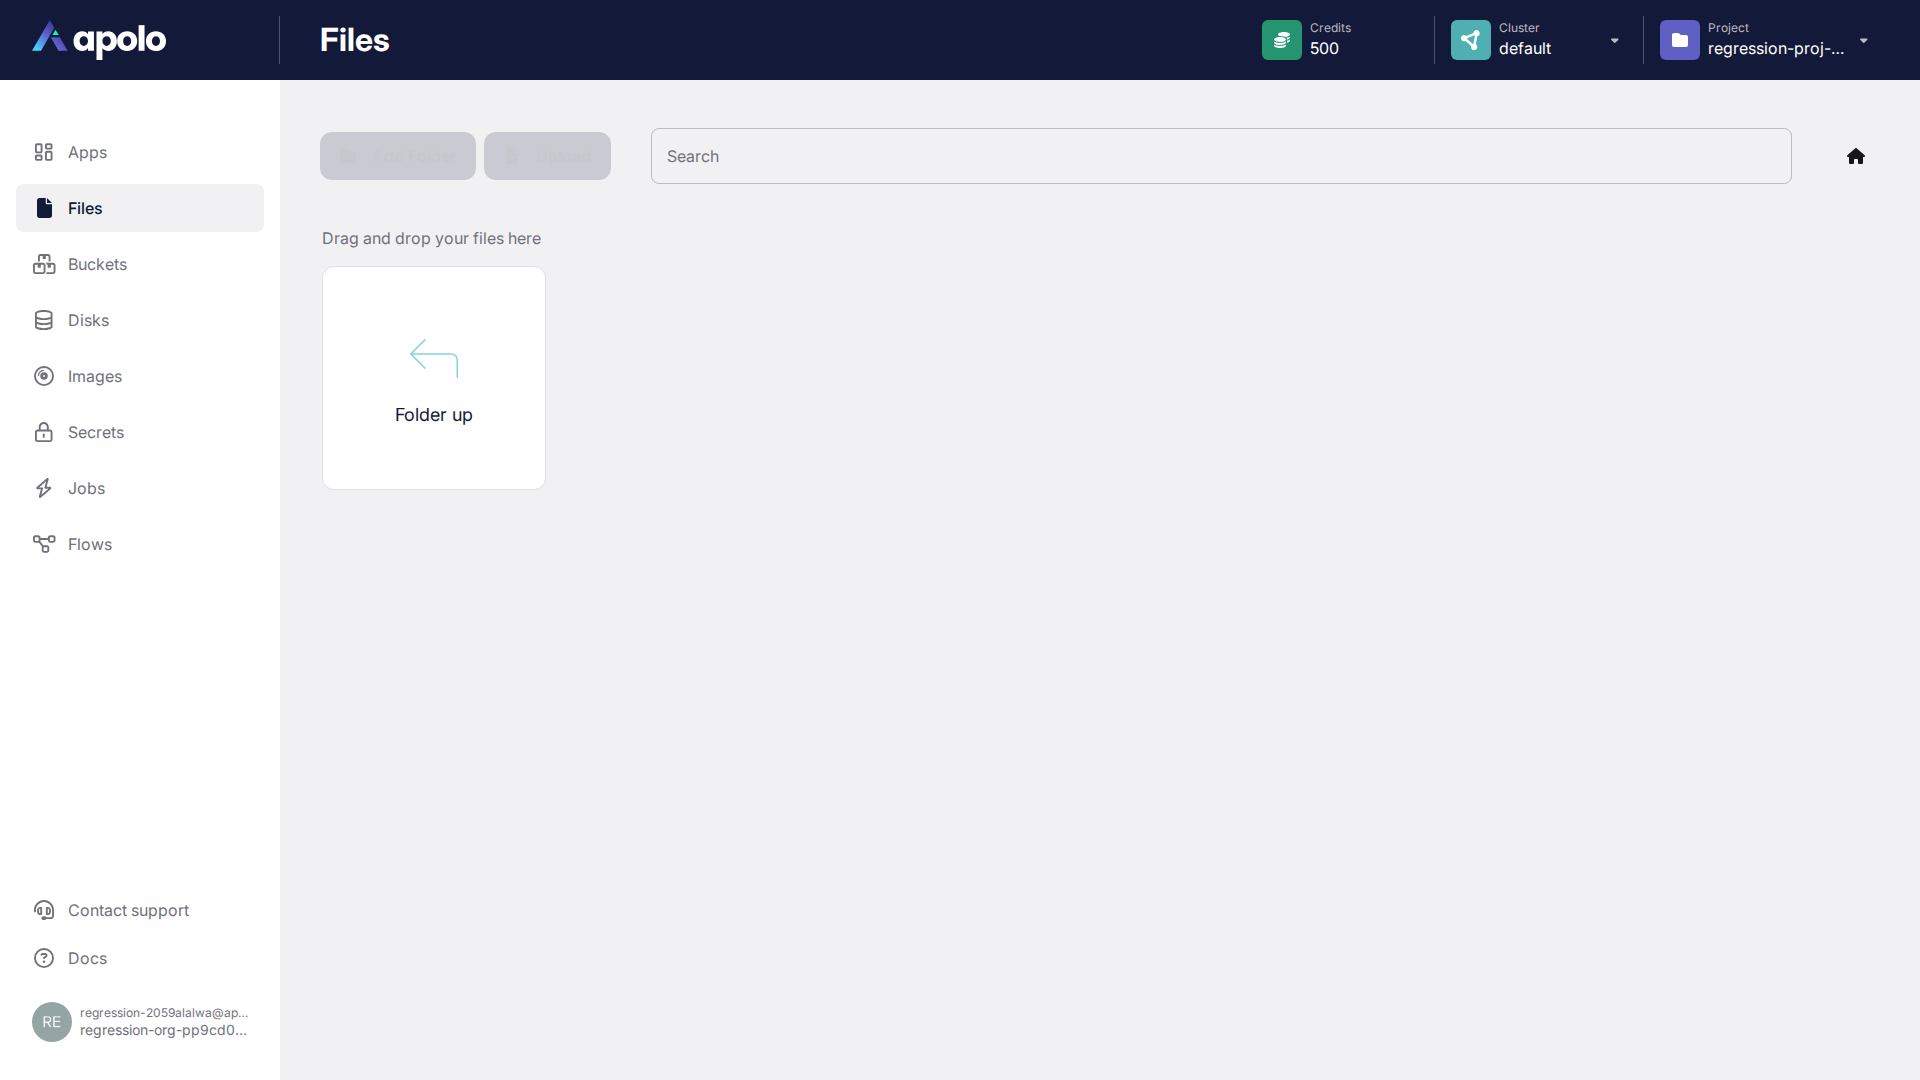 apolo
Files
Credits
500
Cluster
default
Project
regression-proj-...
Apps
Files
Buckets
Disks
Images
Secrets
Jobs
Flows
Add Folder
Upload
Search
Drag and drop your files here
Folder up
Contact support
Docs
RE
regression-2059alalwa@ap...
regression-org-pp9cd0...